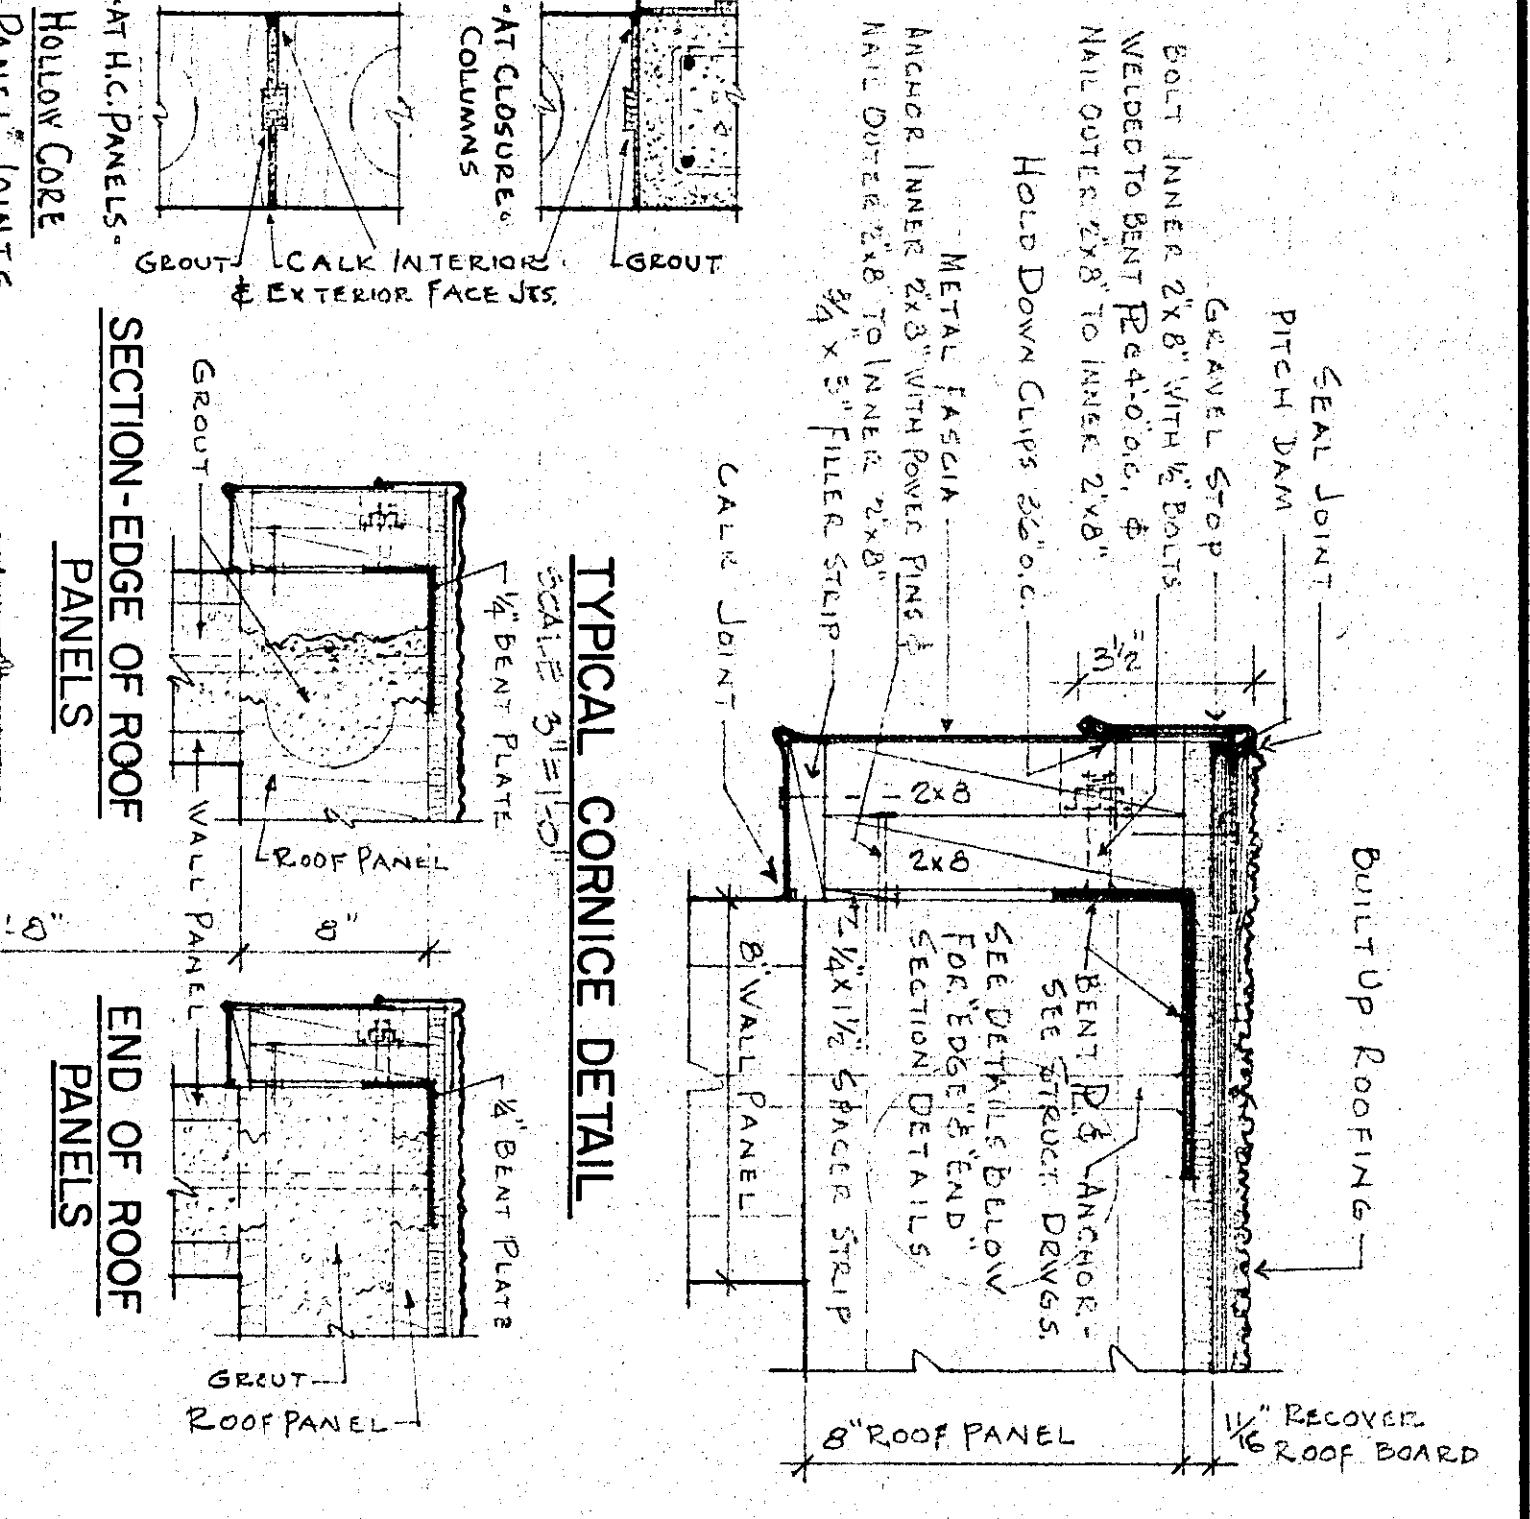 SEAL JOINT
PITCH DAM
GRAVEL STOP
BOLT INNER 2"x8" WITH ½" BOLTS
WELDED TO BENT PL @ 4'-0" o.c. &
NAIL OUTER 2"x8" TO INNER 2"x8"
HOLD DOWN CLIPS 36" o.c.
METAL FASCIA
ANCHOR INNER 2"x8" WITH POWER PINS &
NAIL OUTER 2"x8" TO INNER 2"x8"
FILLER STRIP
CALK JOINT
3½"
BUILT UP ROOFING
2x8
2x8
BENT PL & ANCHOR-
SEE STRUCT. DRWGS.
SEE DETAILS BELOW
FOR "EDGE" & "END"
SECTION DETAILS
¼"x1½" SPACER STRIP
8" WALL PANEL
8" ROOF PANEL
11/16" RECOVER
ROOF BOARD
TYPICAL CORNICE DETAIL
SCALE 3"=1'-0"
•AT CLOSURE•
COLUMNS
GROUT
CALK INTERIOR
& EXTERIOR FACE JTS.
GROUT
•AT H.C. PANELS•
HOLLOW CORE
PANEL JOINTS
¼" BENT PLATE
GROUT
WALL PANEL
ROOF PANEL
SECTION-EDGE OF ROOF
PANELS
8"
-8"
¼" BENT PLATE
GROUT
ROOF PANEL
END OF ROOF
PANELS